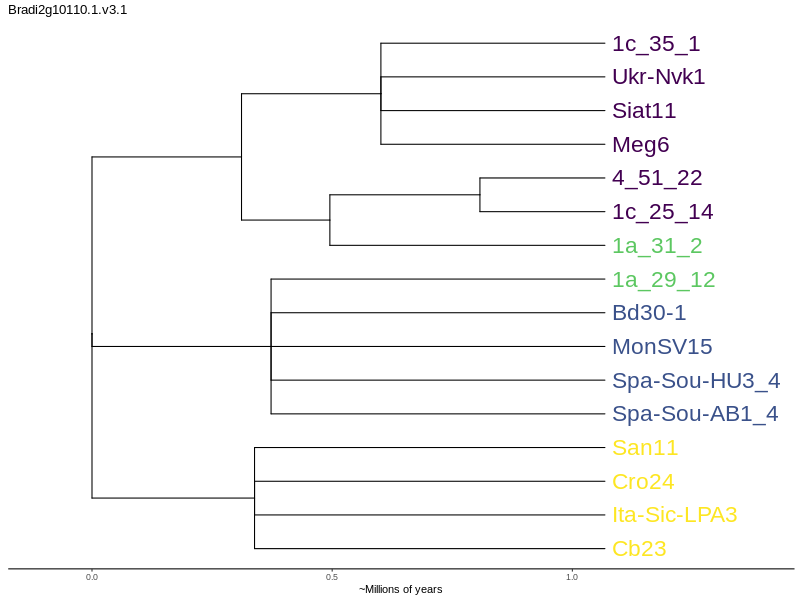 Bradi2g10110.1.v3.1
1c_35_1
Ukr-Nvk1
Siat11
Meg6
4_51_22
1c_25_14
1a_31_2
1a_29_12
Bd30-1
MonSV15
Spa-Sou-HU3_4
Spa-Sou-AB1_4
San11
Cro24
Ita-Sic-LPA3
Cb23
0.0 0.5 1.0
~Millions of years